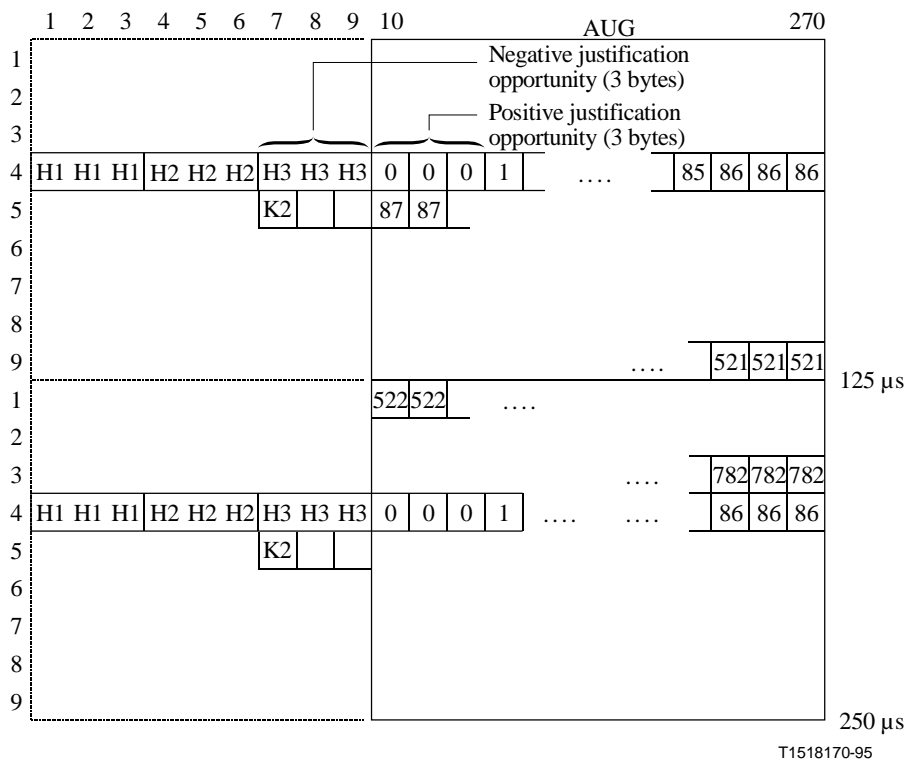 1 2 3 4 5 6 7 8 9 10 AUG 270
1
Negative justification
opportunity (3 bytes)
2
Positive justification
opportunity (3 bytes)
3
4 H1 H1 H1 H2 H2 H2 H3 H3 H3 0 0 0 1 .... 85 86 86 86
5 K2 87 87
6
7
8
9 .... 521 521 521
125 µs
1 522 522 ....
2
3 .... 782 782 782
4 H1 H1 H1 H2 H2 H2 H3 H3 H3 0 0 0 1 .... .... 86 86 86
5 K2
6
7
8
9
250 µs
T1518170-95